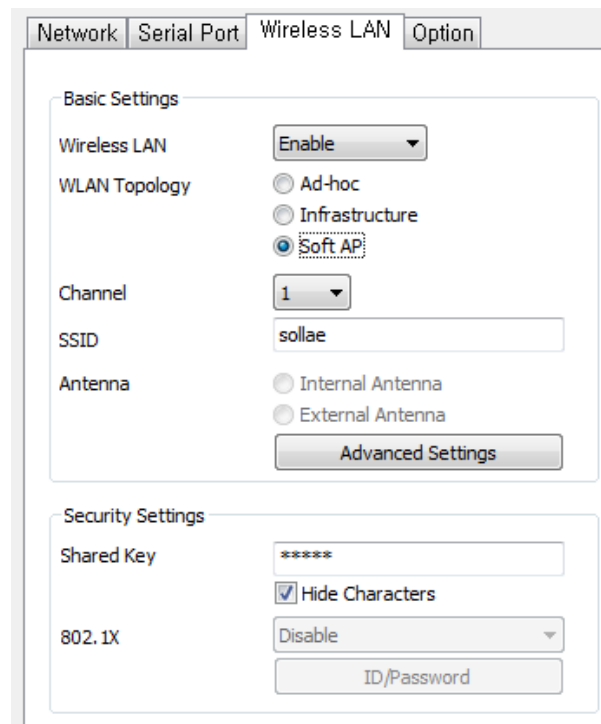 Network Serial Port Wireless LAN Option
Basic Settings
Wireless LAN Enable
WLAN Topology Ad-hoc
Infrastructure
Soft AP
Channel 1
SSID sollae
Antenna Internal Antenna
External Antenna
Advanced Settings
Security Settings
Shared Key *****
Hide Characters
802.1X Disable
ID/Password